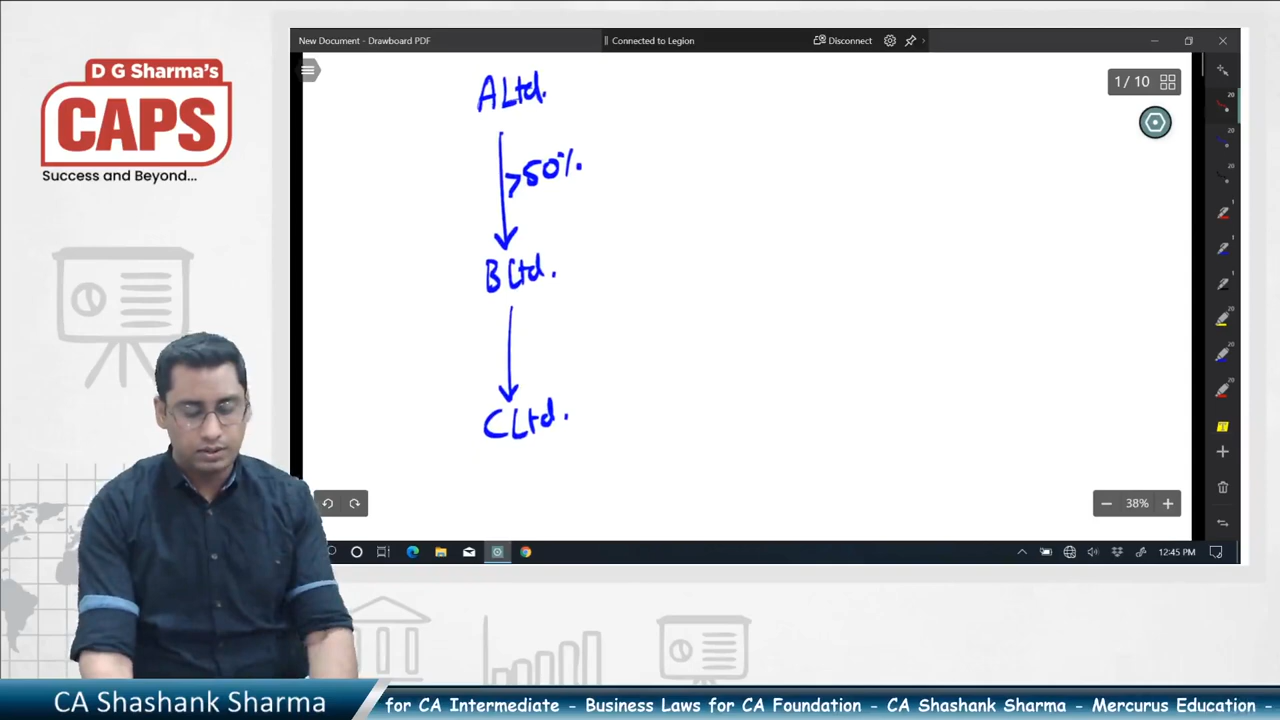 D G Sharma's
CAPS
Success and Beyond...
New Document - Drawboard PDF
Connected to Legion
Disconnect
1 / 10
A Ltd.
>50%
B Ltd.
C Ltd.
38%
12:45 PM
CA Shashank Sharma
for CA Intermediate - Business Laws for CA Foundation - CA Shashank Sharma - Mercurus Education -